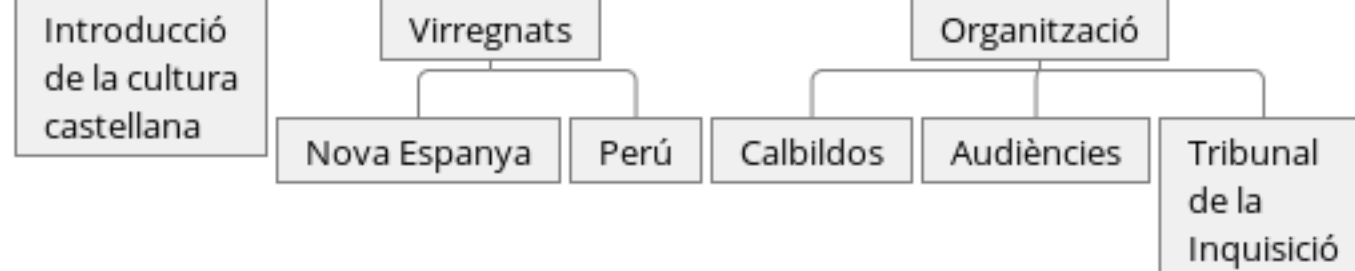 Introducció
de la cultura
castellana
Virregnats
Organització
Nova Espanya
Perú
Calbildos
Audiències
Tribunal
de la
Inquisició